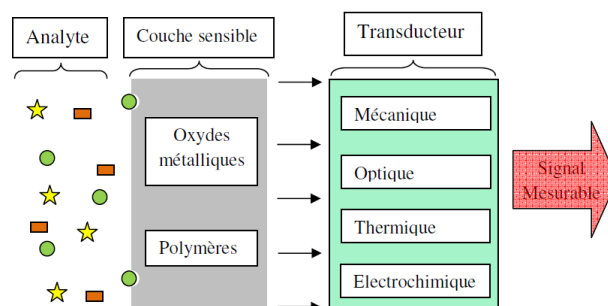 Analyte
Couche sensible
Transducteur
Oxydes
métalliques
Polymères
Mécanique
Optique
Thermique
Electrochimique
Signal
Mesurable